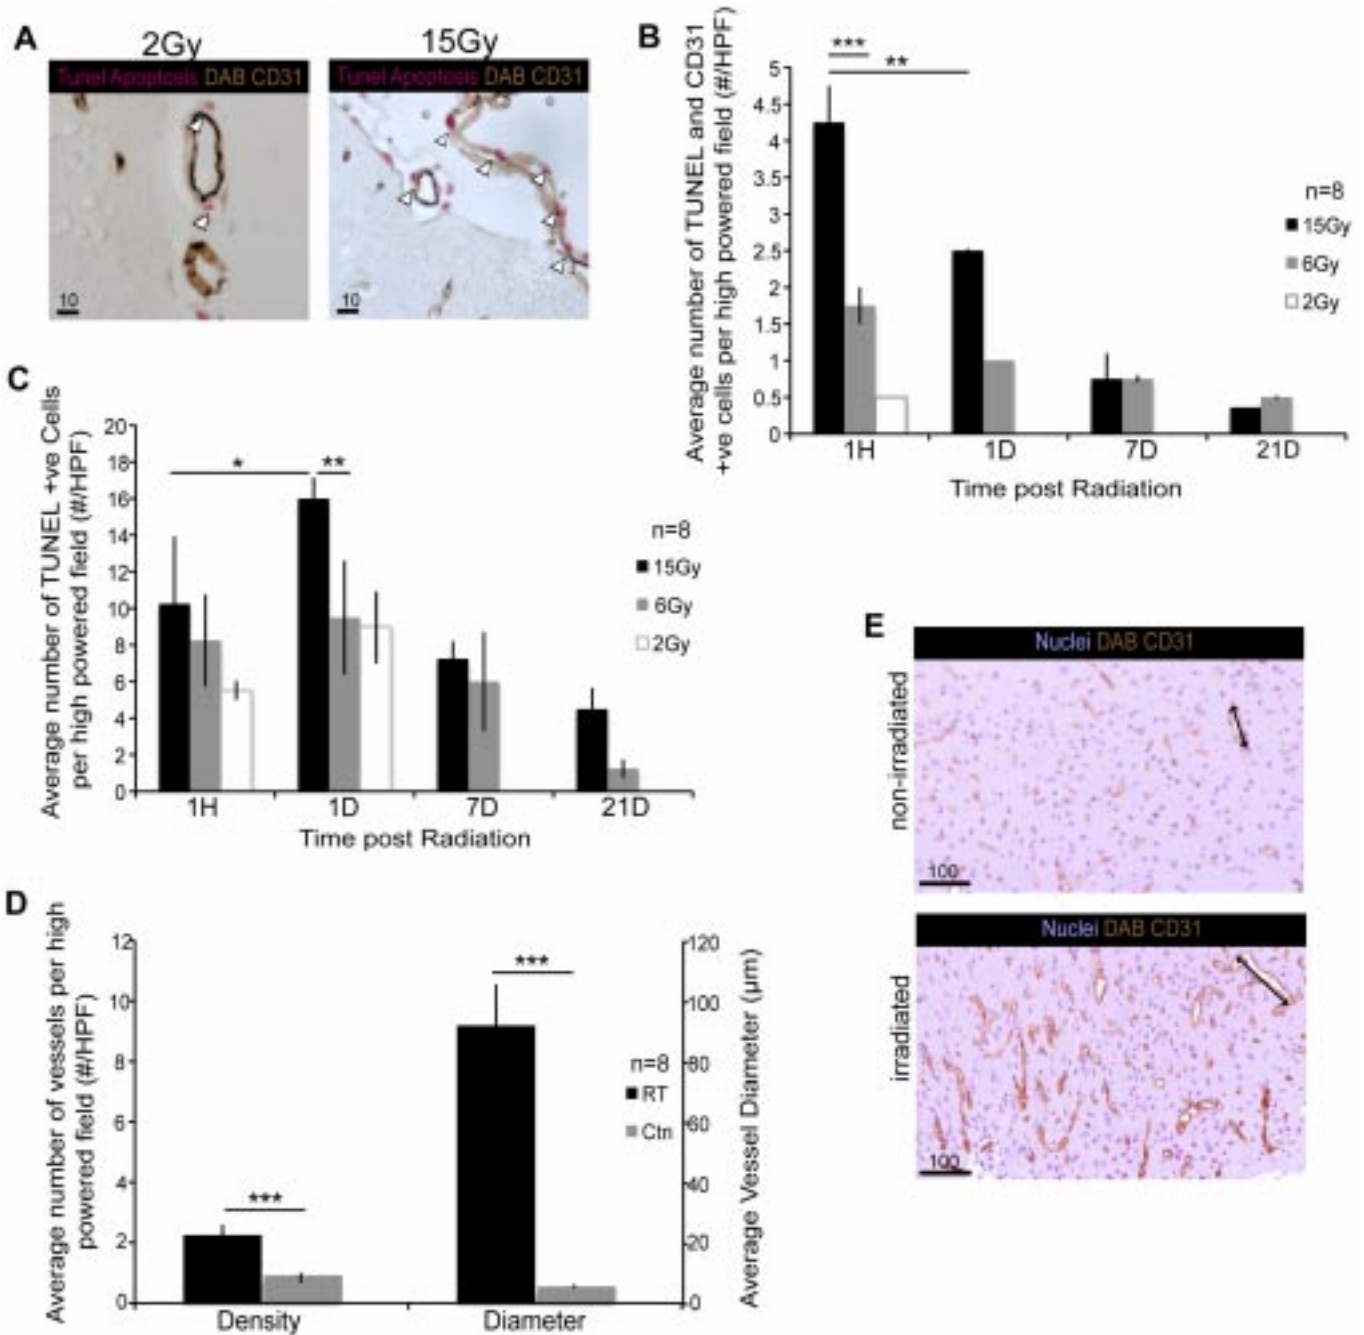 A
2Gy
15Gy
Tunel Apoptosis DAB CD31
Tunel Apoptosis DAB CD31
10
10
B
Average number of TUNEL and CD31
+ve cells per high powered field (#/HPF)
***
**
5
4.5
4
3.5
3
2.5
2
1.5
1
0.5
0
1H
1D
7D
21D
Time post Radiation
n=8
15Gy
6Gy
2Gy
C
Average number of TUNEL +ve Cells
per high powered field (#/HPF)
20
18
16
14
12
10
8
6
4
2
0
*
**
1H
1D
7D
21D
Time post Radiation
n=8
15Gy
6Gy
2Gy
D
Average number of vessels per high
powered field (#/HPF)
12
10
8
6
4
2
0
***
***
Density
Diameter
120
100
80
60
40
20
0
Average Vessel Diameter (µm)
n=8
RT
Ctn
E
Nuclei DAB CD31
non-irradiated
100
Nuclei DAB CD31
irradiated
100